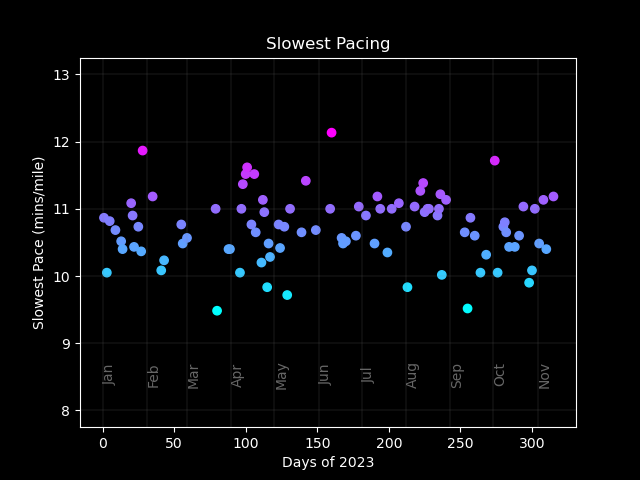 Slowest Pacing
Slowest Pace (mins/mile)
13
12
11
10
9
8
Jan
Feb
Mar
Apr
May
Jun
Jul
Aug
Sep
Oct
Nov
0
50
100
150
200
250
300
Days of 2023